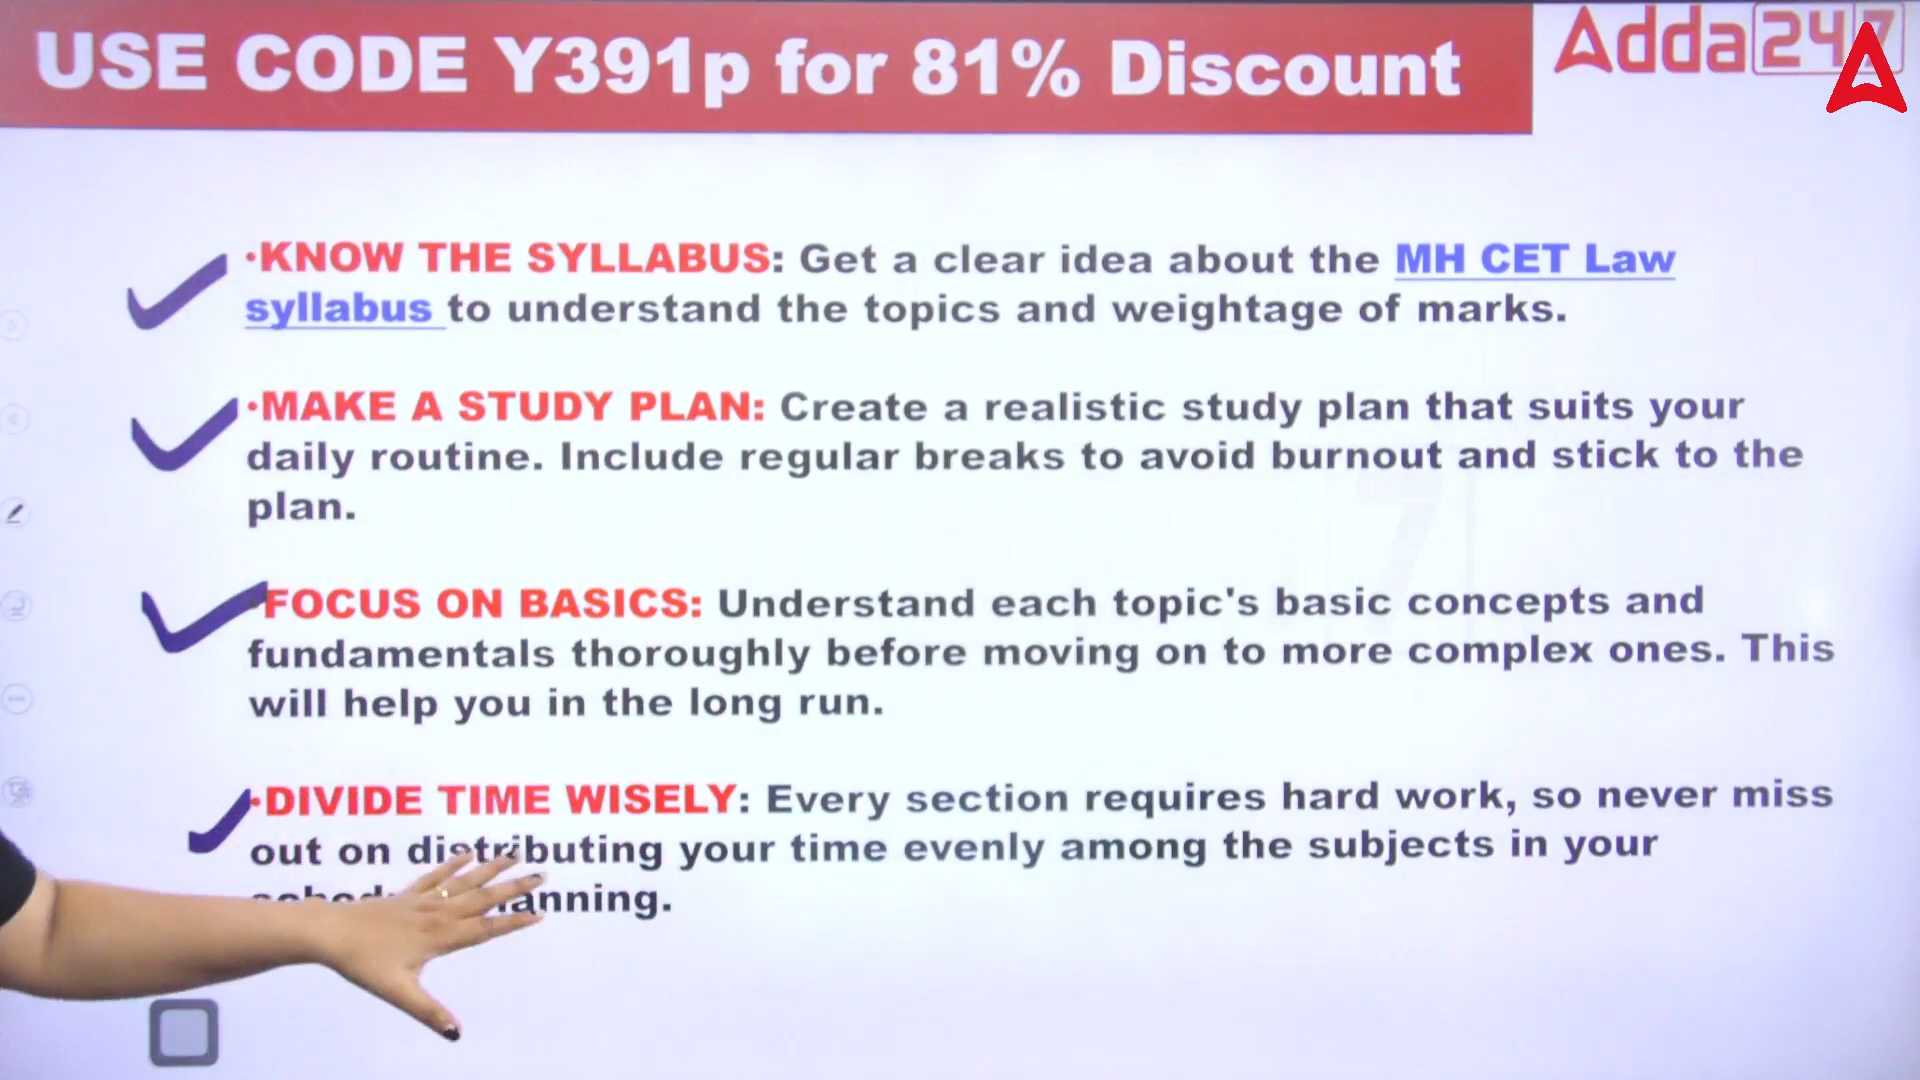 USE CODE Y391p for 81% Discount
Adda247
•KNOW THE SYLLABUS: Get a clear idea about the MH CET Law
syllabus to understand the topics and weightage of marks.
•MAKE A STUDY PLAN: Create a realistic study plan that suits your
daily routine. Include regular breaks to avoid burnout and stick to the
plan.
•FOCUS ON BASICS: Understand each topic's basic concepts and
fundamentals thoroughly before moving on to more complex ones. This
will help you in the long run.
•DIVIDE TIME WISELY: Every section requires hard work, so never miss
out on distributing your time evenly among the subjects in your